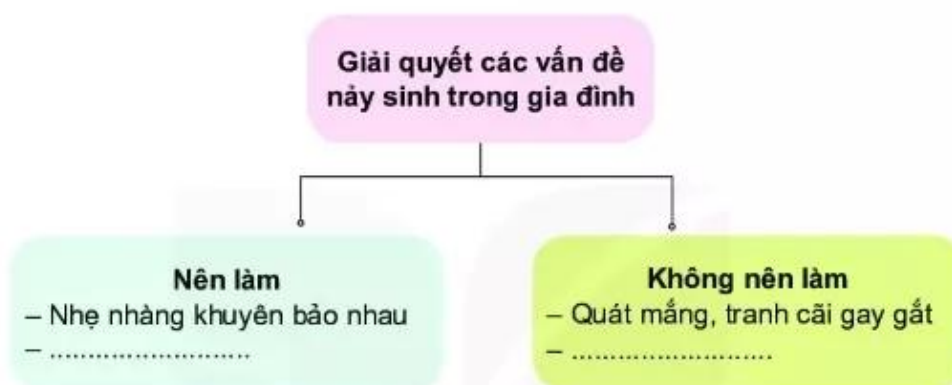 Giải quyết các vấn đề
nảy sinh trong gia đình
Nên làm
– Nhẹ nhàng khuyên bảo nhau
– ..........................
Không nên làm
– Quát mắng, tranh cãi gay gắt
– ..........................